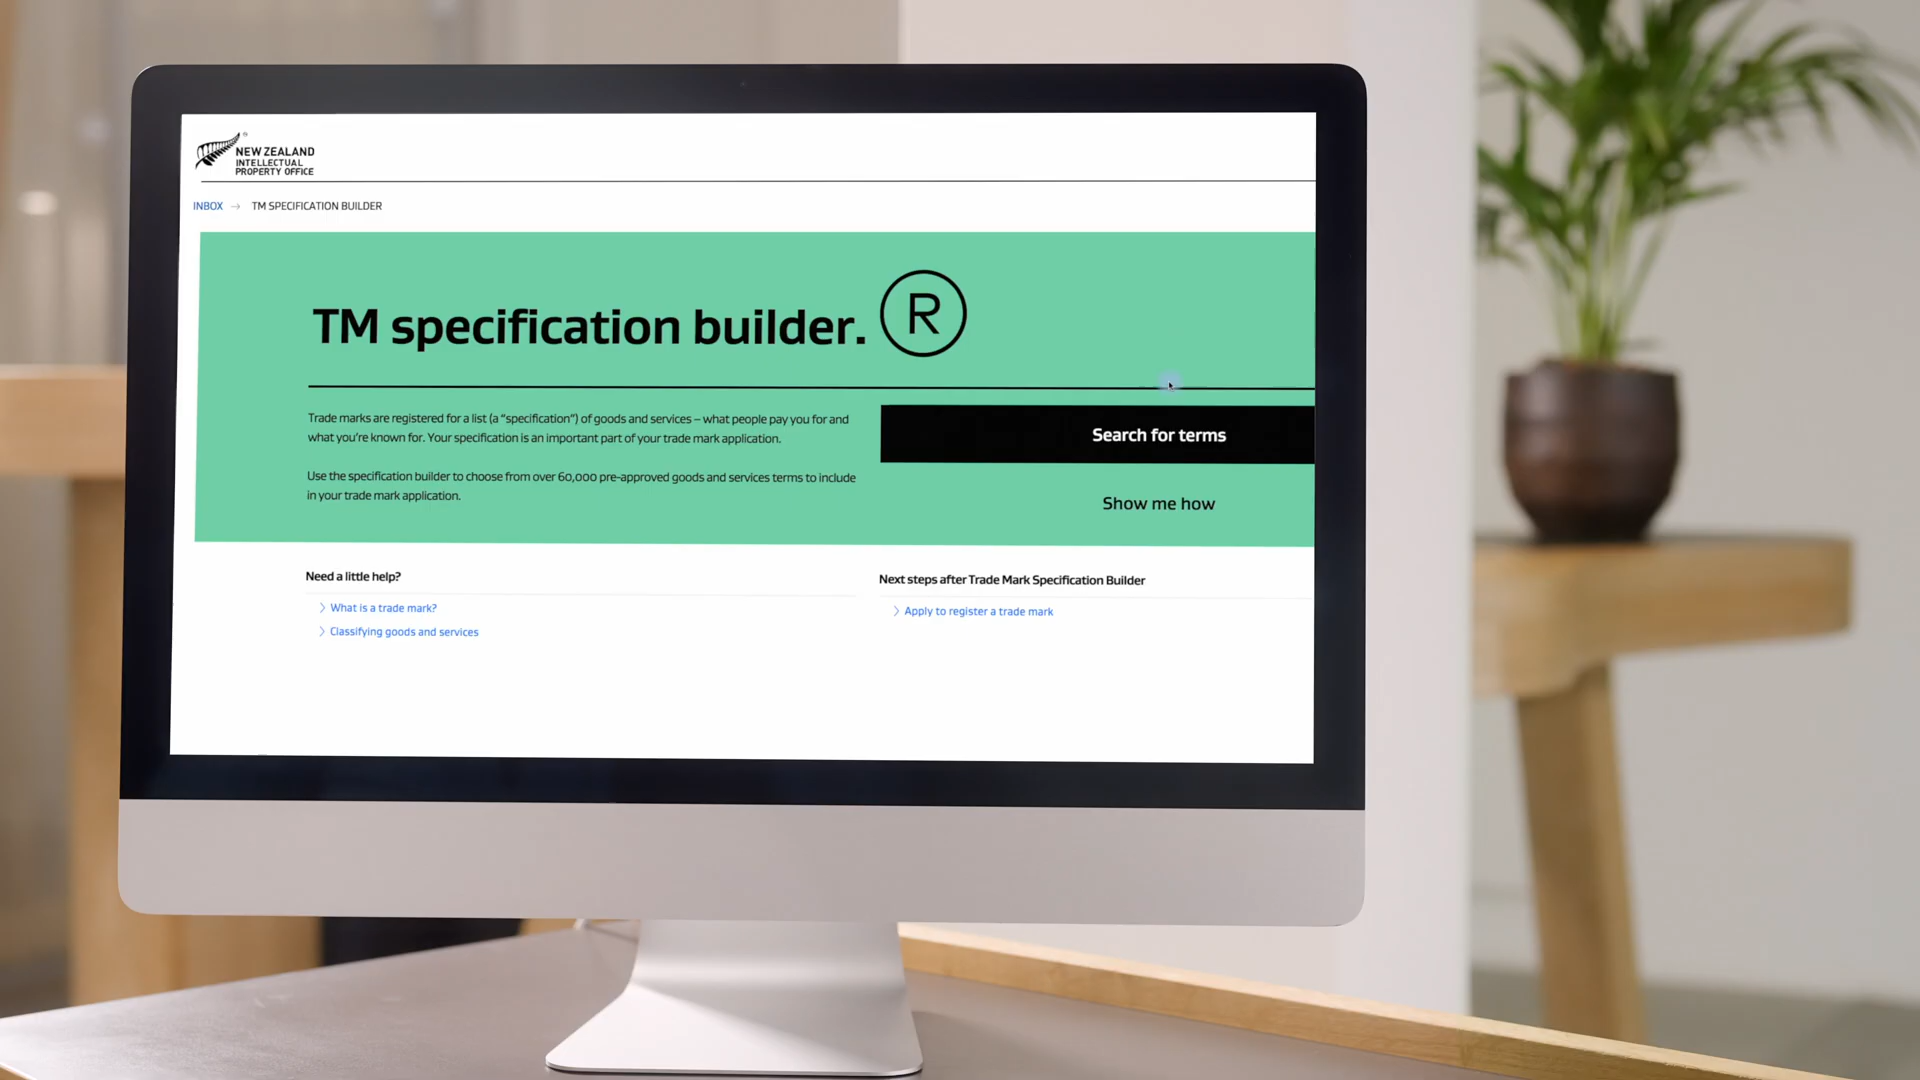 NEW ZEALAND
INTELLECTUAL
PROPERTY OFFICE
INBOX → TM SPECIFICATION BUILDER
TM specification builder. ®
Trade marks are registered for a list (a “specification”) of goods and services – what people pay you for and
what you’re known for. Your specification is an important part of your trade mark application.
Use the specification builder to choose from over 60,000 pre-approved goods and services terms to include
in your trade mark application.
Search for terms
Show me how
Need a little help?
What is a trade mark?
Classifying goods and services
Next steps after Trade Mark Specification Builder
Apply to register a trade mark